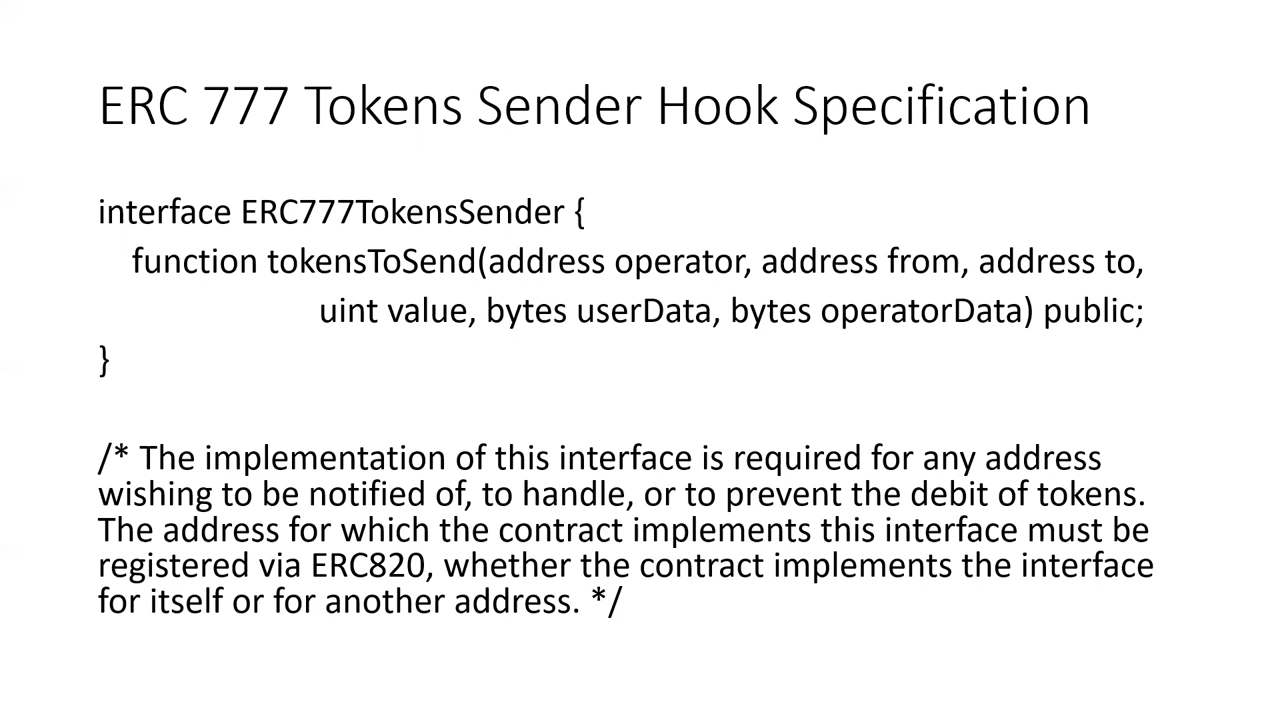 ERC 777 Tokens Sender Hook Specification
interface ERC777TokensSender {
function tokensToSend(address operator, address from, address to,
uint value, bytes userData, bytes operatorData) public;
}
/* The implementation of this interface is required for any address
wishing to be notified of, to handle, or to prevent the debit of tokens.
The address for which the contract implements this interface must be
registered via ERC820, whether the contract implements the interface
for itself or for another address. */